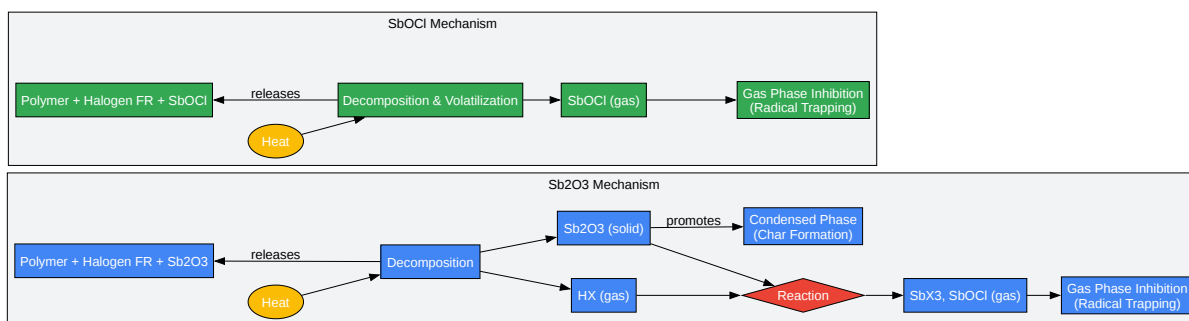 SbOCl Mechanism
Polymer + Halogen FR + SbOCl
releases
Decomposition & Volatilization
SbOCl (gas)
Gas Phase Inhibition
(Radical Trapping)
Heat
Sb2O3 Mechanism
Sb2O3 (solid)
promotes
Condensed Phase
(Char Formation)
Polymer + Halogen FR + Sb2O3
releases
Decomposition
Heat
HX (gas)
Reaction
SbX3, SbOCl (gas)
Gas Phase Inhibition
(Radical Trapping)